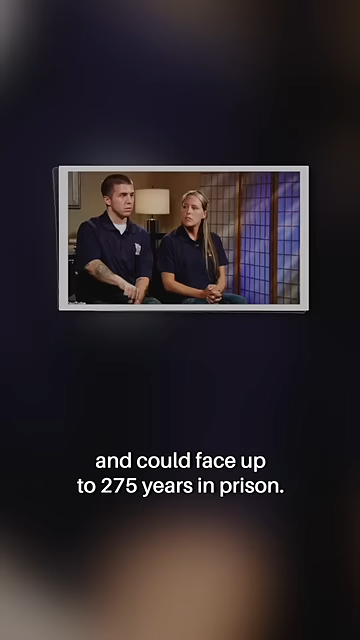 and could face up
to 275 years in prison.